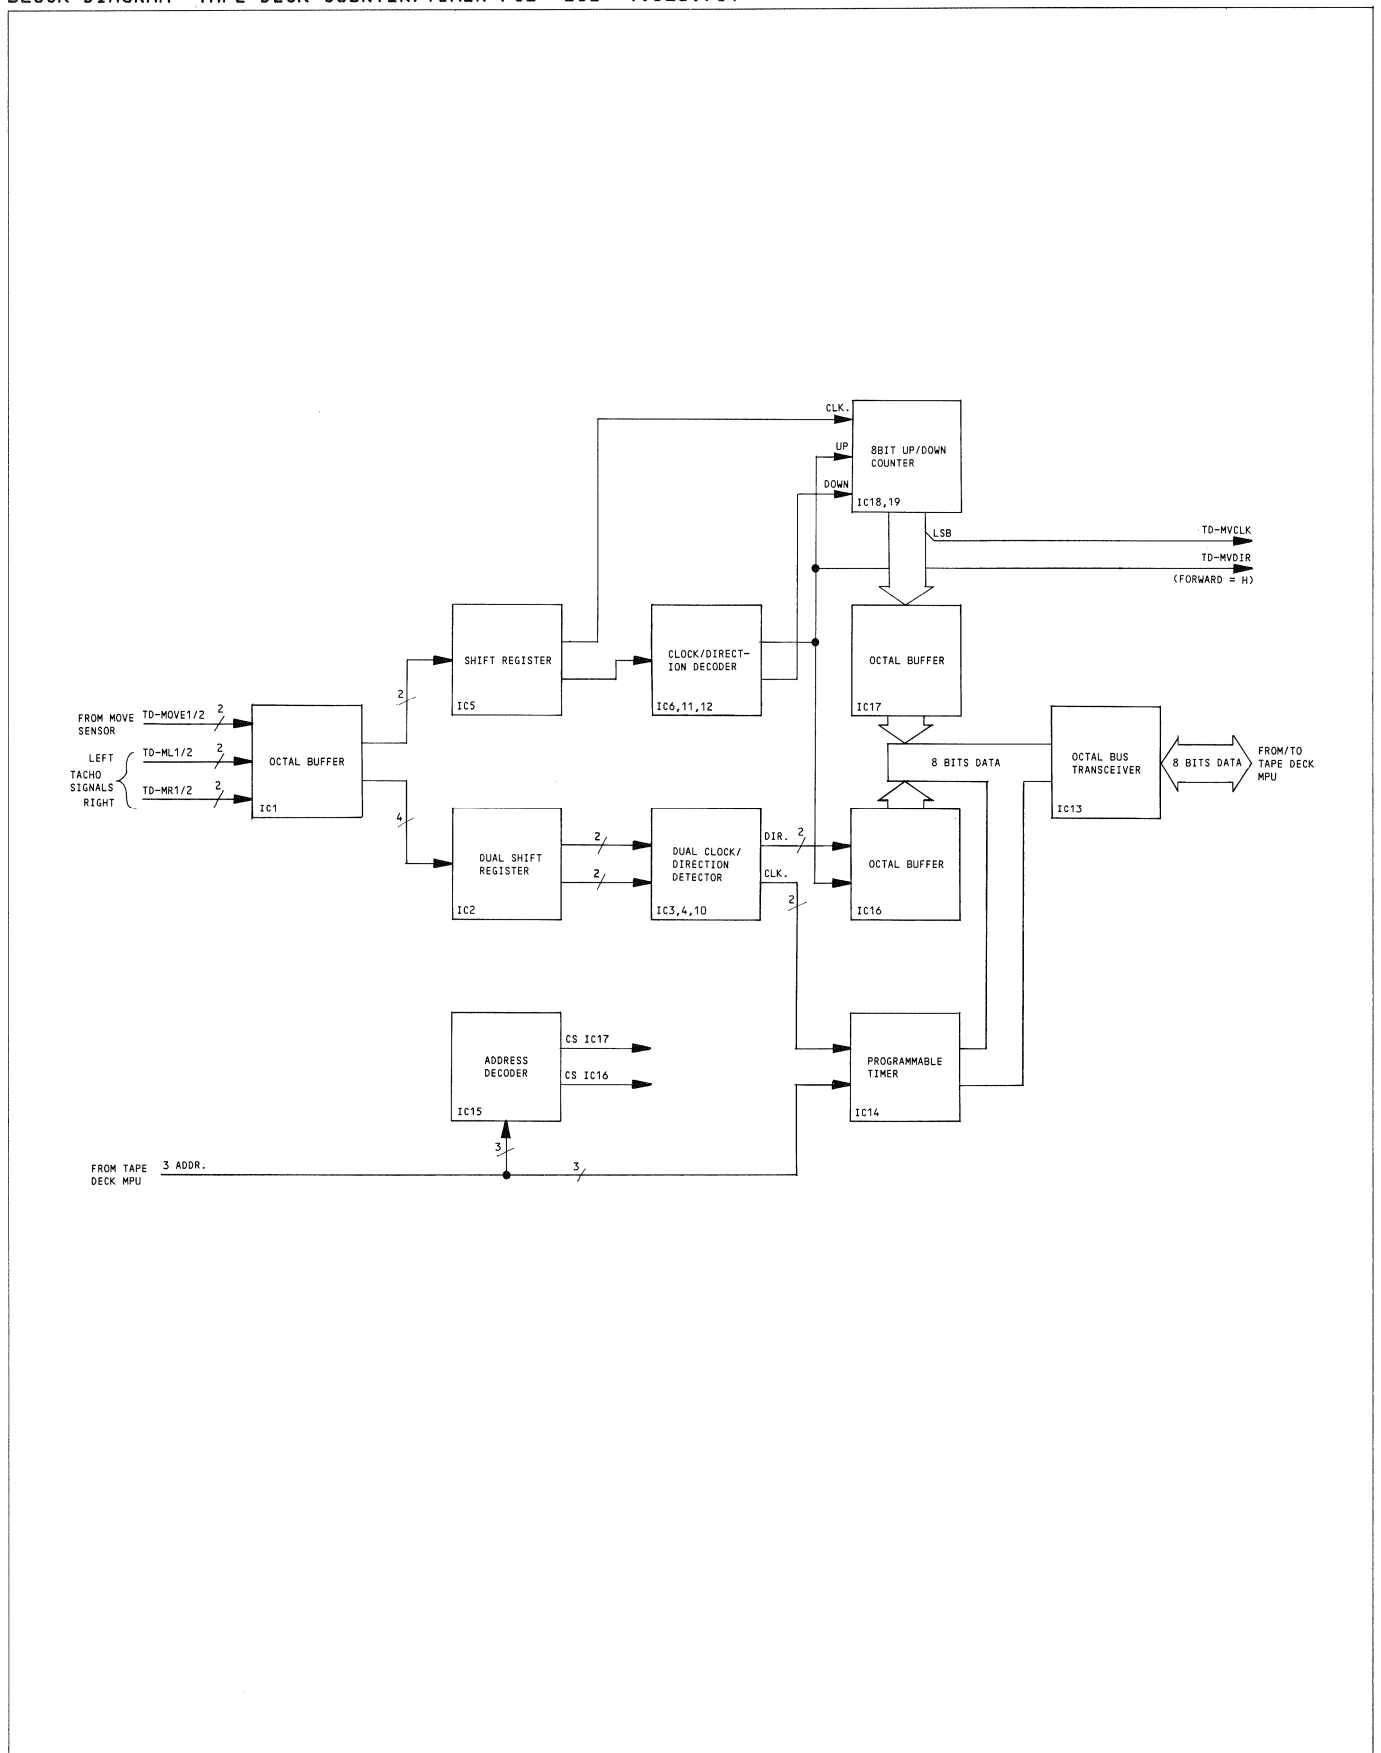 CLK.
UP
8BIT UP/DOWN
COUNTER
DOWN
IC18,19
LSB
TD-MVCLK
TD-MVDIR
(FORWARD = H)
SHIFT REGISTER
IC5
CLOCK/DIRECT-
ION DECODER
IC6,11,12
OCTAL BUFFER
IC17
2
FROM MOVE
SENSOR
TD-MOVE1/2
2
LEFT
TD-ML1/2
2
TACHO
SIGNALS
RIGHT
TD-MR1/2
2
OCTAL BUFFER
IC1
8 BITS DATA
OCTAL BUS
TRANSCEIVER
IC13
8 BITS DATA
FROM/TO
TAPE DECK
MPU
4
DUAL SHIFT
REGISTER
IC2
2
2
DUAL CLOCK/
DIRECTION
DETECTOR
IC3,4,10
DIR.
2
CLK.
2
OCTAL BUFFER
IC16
ADDRESS
DECODER
IC15
CS IC17
CS IC16
PROGRAMMABLE
TIMER
IC14
3
FROM TAPE
DECK MPU
3 ADDR.
3